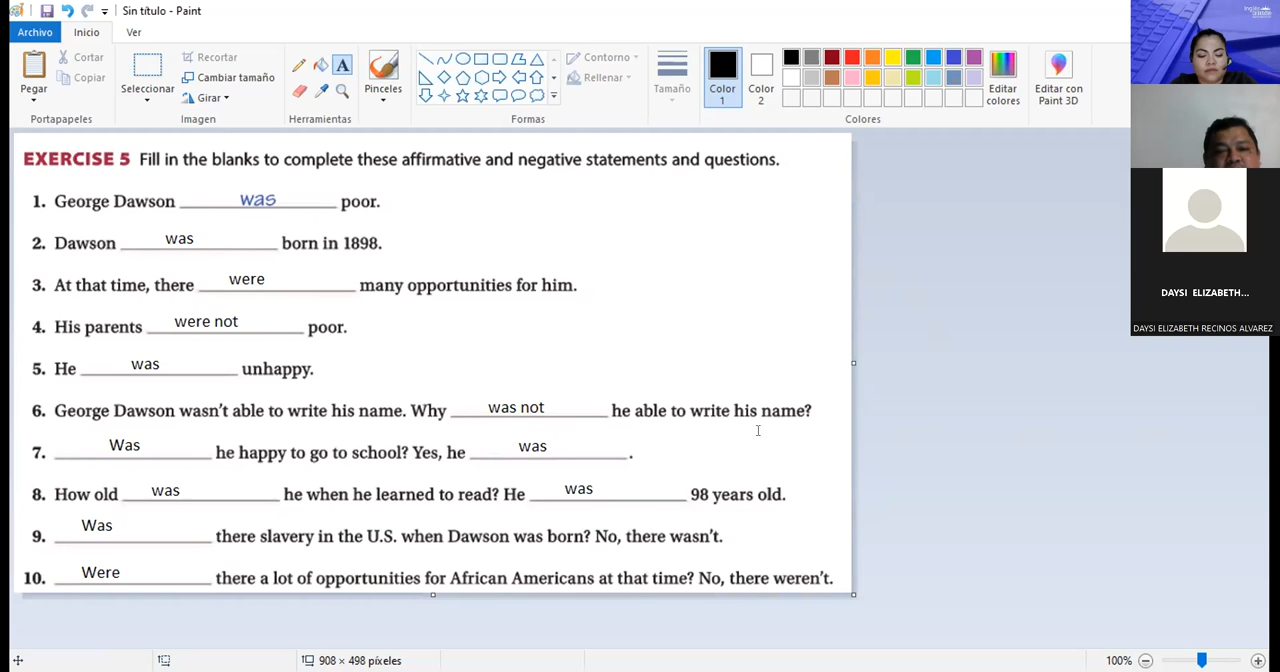 Sin título - Paint
Archivo Inicio Ver
Pegar
Cortar
Copiar
Portapapeles
Seleccionar
Recortar
Cambiar tamaño
Girar
Imagen
A
Herramientas
Pinceles
Contorno
Rellenar
Formas
Tamaño
Color 1
Color 2
Editar colores
Colores
Editar con Paint 3D
EXERCISE 5 Fill in the blanks to complete these affirmative and negative statements and questions.
1. George Dawson was poor.
2. Dawson was born in 1898.
3. At that time, there were many opportunities for him.
4. His parents were not poor.
5. He was unhappy.
6. George Dawson wasn't able to write his name. Why was not he able to write his name?
7. Was he happy to go to school? Yes, he was .
8. How old was he when he learned to read? He was 98 years old.
9. Was there slavery in the U.S. when Dawson was born? No, there wasn't.
10. Were there a lot of opportunities for African Americans at that time? No, there weren't.
DAYSI ELIZABETH...
DAYSI ELIZABETH RECINOS ALVAREZ
908 × 498 píxeles
100%